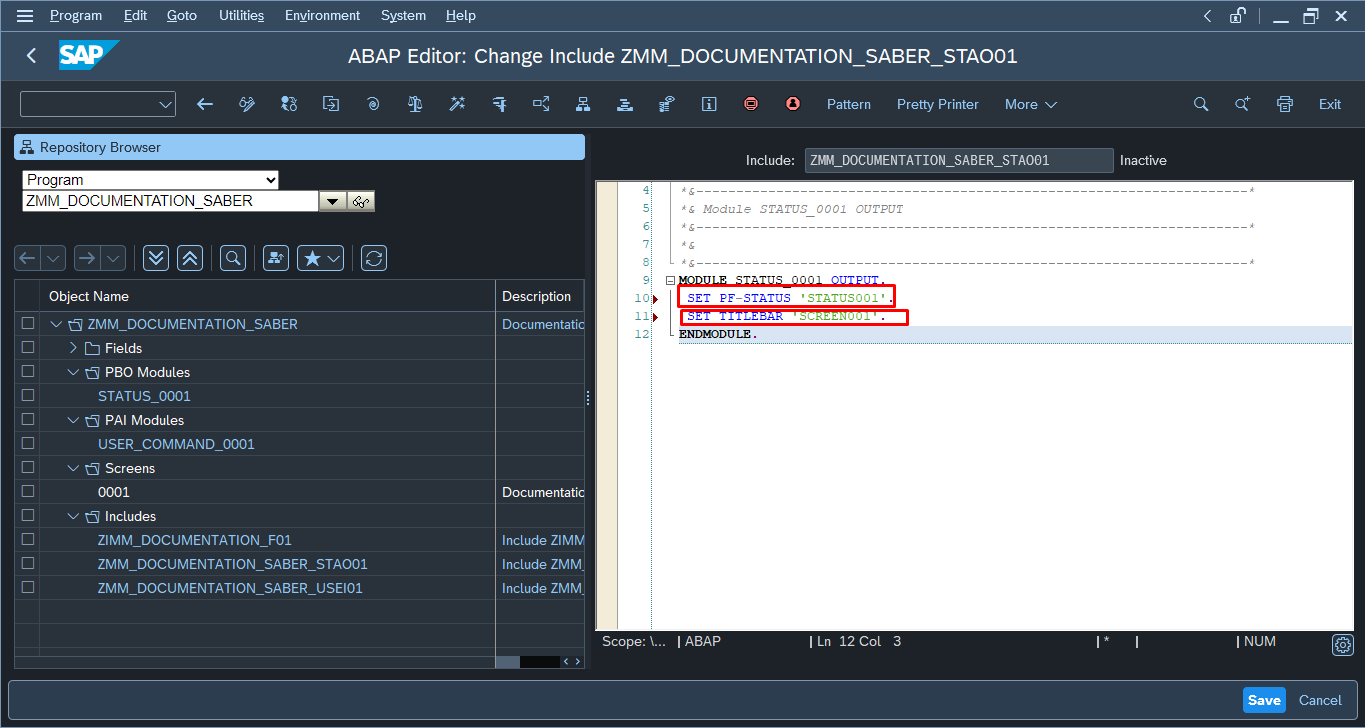 Program Edit Goto Utilities Environment System Help
SAP
ABAP Editor: Change Include ZMM_DOCUMENTATION_SABER_STAO01
Pattern Pretty Printer More Exit
Repository Browser
Program
ZMM_DOCUMENTATION_SABER
Object Name Description
ZMM_DOCUMENTATION_SABER Documentatio
Fields
PBO Modules
STATUS_0001
PAI Modules
USER_COMMAND_0001
Screens
0001 Documentatio
Includes
ZIMM_DOCUMENTATION_F01 Include ZIMM
ZMM_DOCUMENTATION_SABER_STAO01 Include ZMM_
ZMM_DOCUMENTATION_SABER_USEI01 Include ZMM_
Include: ZMM_DOCUMENTATION_SABER_STAO01 Inactive
4 *&---------------------------------------------------------------------*
5 *& Module STATUS_0001 OUTPUT
6 *&---------------------------------------------------------------------*
7 *&
8 *&---------------------------------------------------------------------*
9 MODULE STATUS_0001 OUTPUT.
10 SET PF-STATUS 'STATUS001'.
11 SET TITLEBAR 'SCREEN001'.
12 ENDMODULE.
Scope: \... | ABAP | Ln 12 Col 3 | * | | NUM
Save Cancel